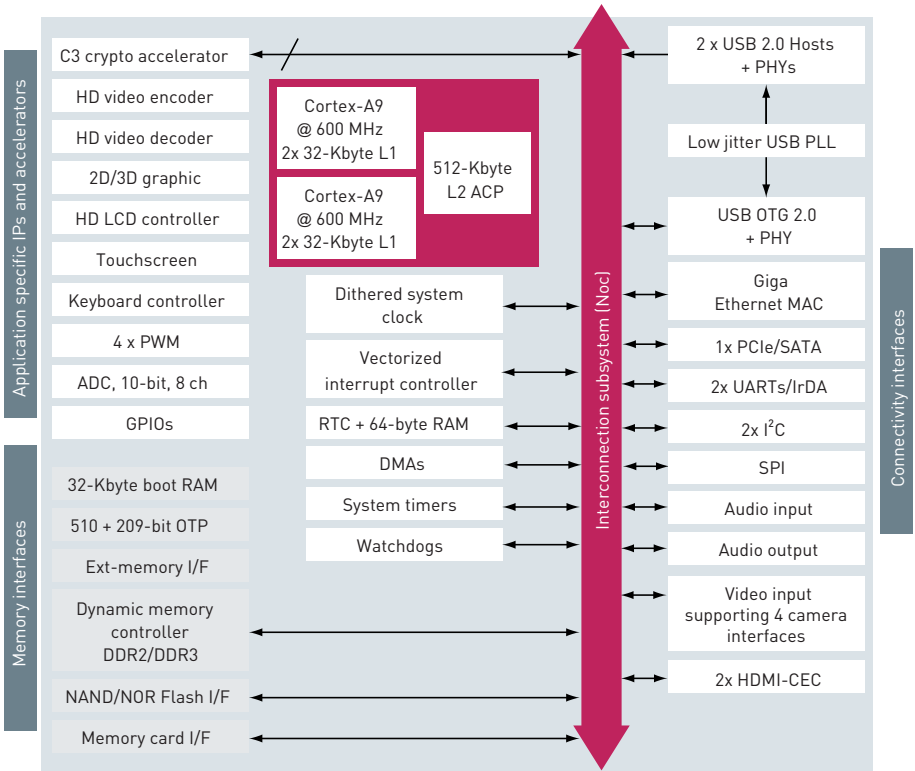 Application specific IPs and accelerators
C3 crypto accelerator
HD video encoder
HD video decoder
2D/3D graphic
HD LCD controller
Touchscreen
Keyboard controller
4 x PWM
ADC, 10-bit, 8 ch
GPIOs
Memory interfaces
32-Kbyte boot RAM
510 + 209-bit OTP
Ext-memory I/F
Dynamic memory
controller
DDR2/DDR3
NAND/NOR Flash I/F
Memory card I/F
Cortex-A9
@ 600 MHz
2x 32-Kbyte L1
Cortex-A9
@ 600 MHz
2x 32-Kbyte L1
512-Kbyte
L2 ACP
Dithered system
clock
Vectorized
interrupt controller
RTC + 64-byte RAM
DMAs
System timers
Watchdogs
Interconnection subsystem (Noc)
2 x USB 2.0 Hosts
+ PHYs
Low jitter USB PLL
USB OTG 2.0
+ PHY
Giga
Ethernet MAC
1x PCIe/SATA
2x UARTs/IrDA
2x I²C
SPI
Audio input
Audio output
Video input
supporting 4 camera
interfaces
2x HDMI-CEC
Connectivity interfaces